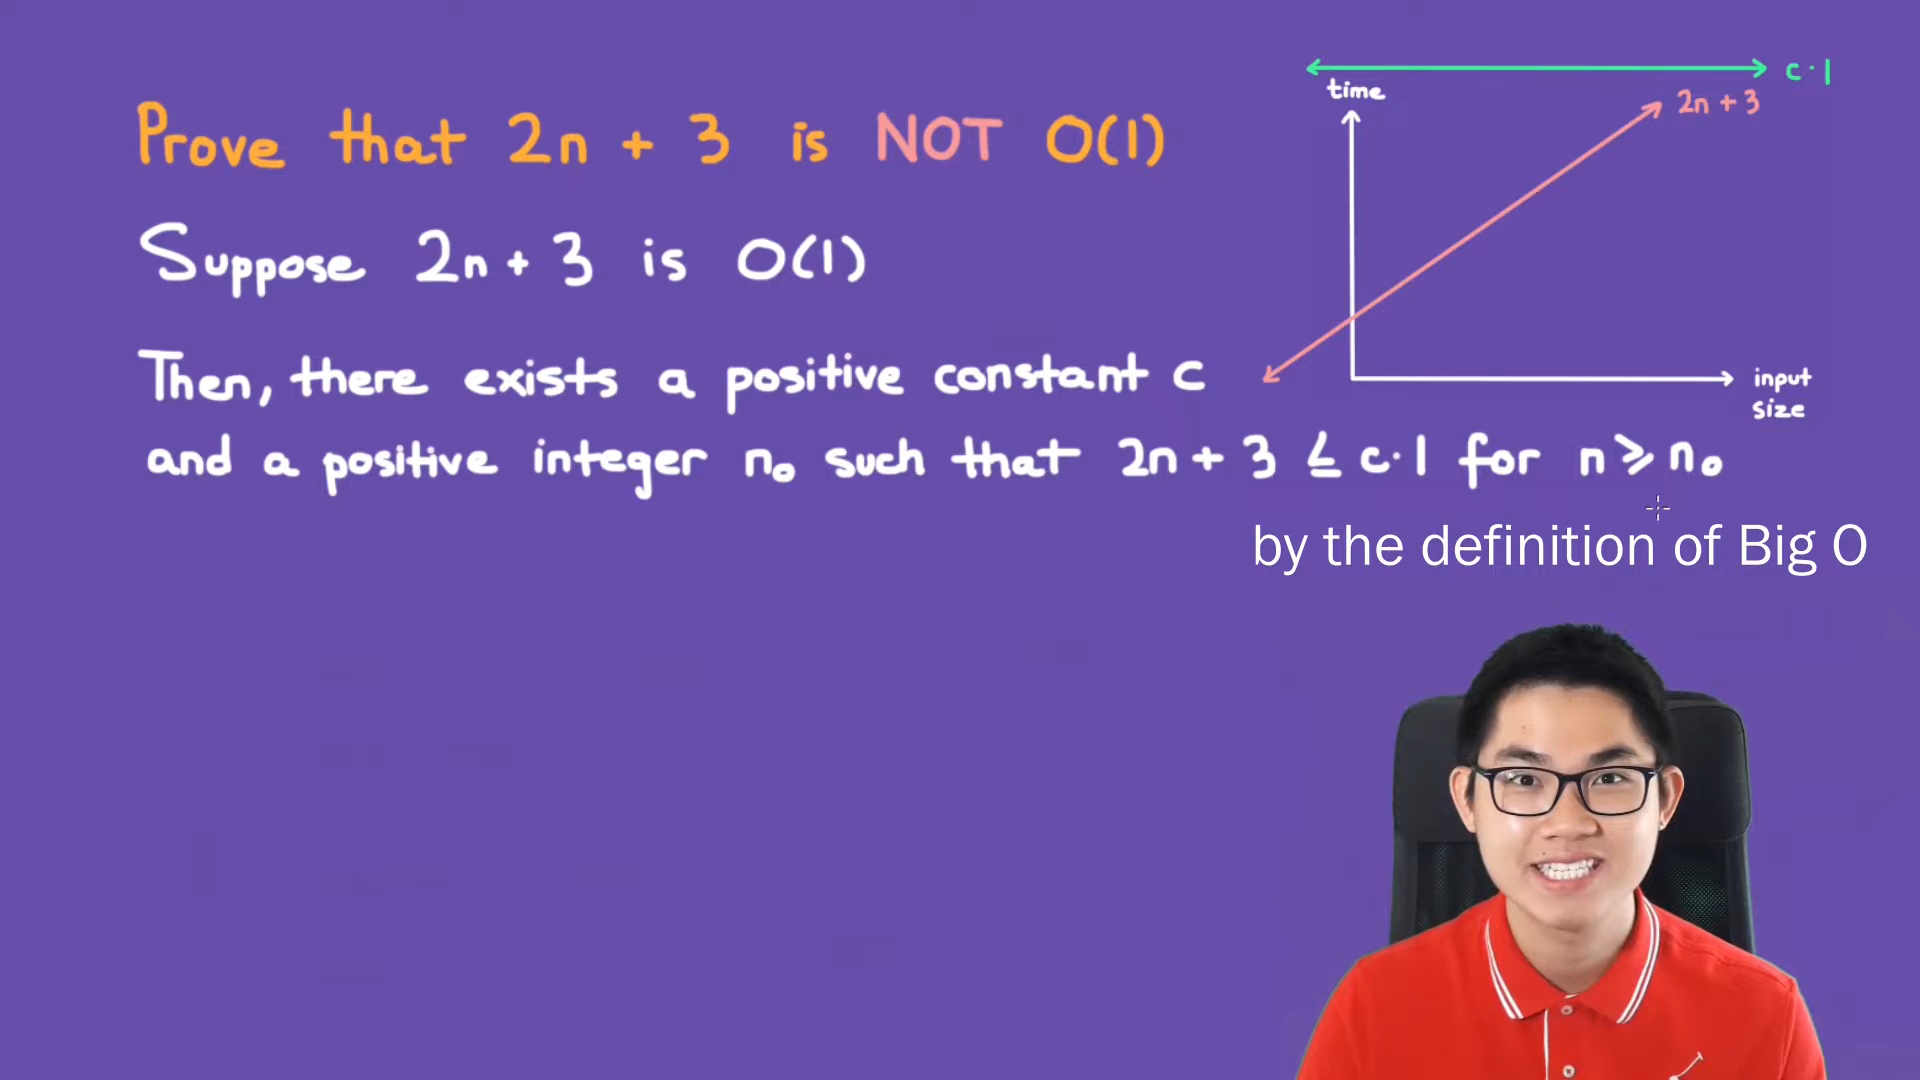 Prove that 2n + 3 is NOT O(1)
Suppose 2n + 3 is O(1)
Then, there exists a positive constant c
and a positive integer n₀ such that 2n + 3 ≤ c·1 for n ≥ n₀
by the definition of Big O
c·1
time
2n + 3
input
size